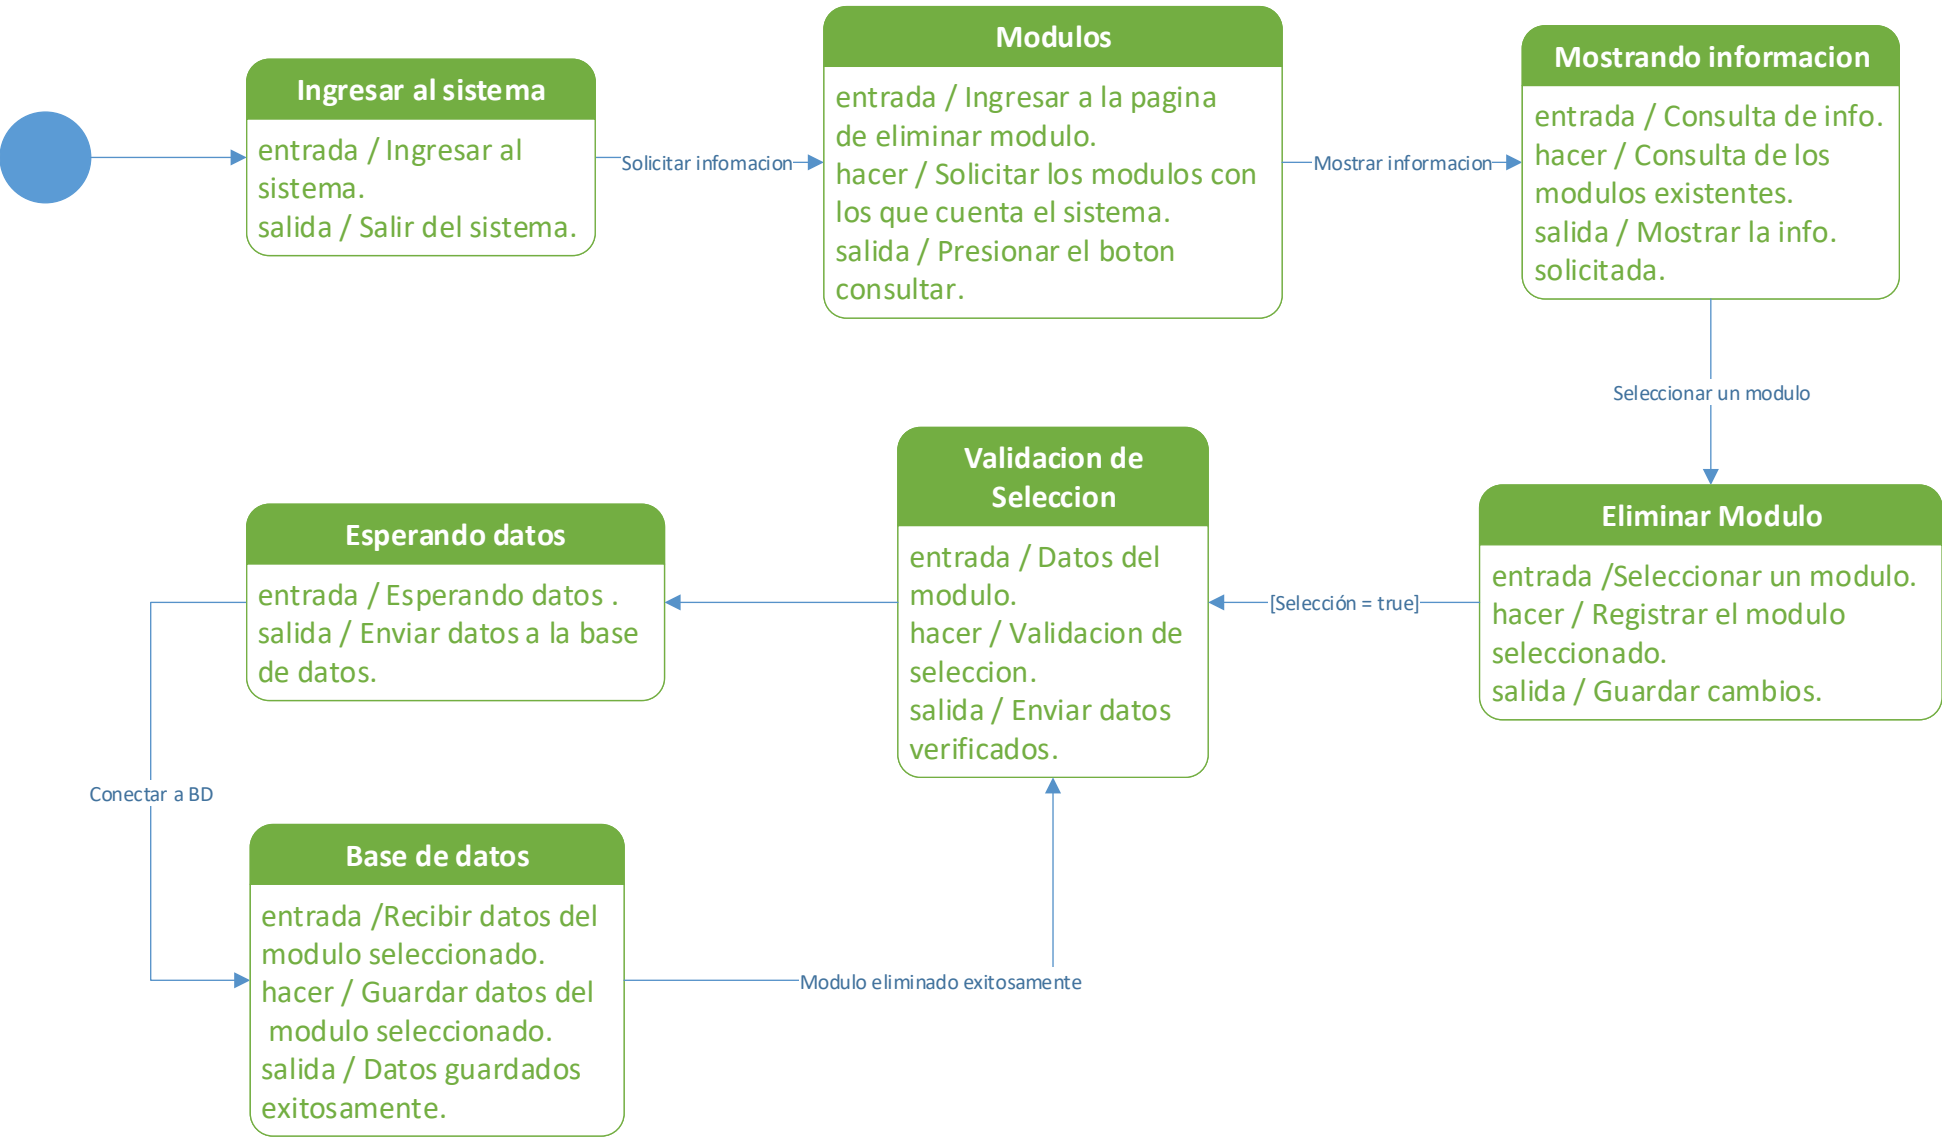 Ingresar al sistema
entrada / Ingresar al
sistema.
salida / Salir del sistema.
Solicitar infomacion
Modulos
entrada / Ingresar a la pagina
de eliminar modulo.
hacer / Solicitar los modulos con
los que cuenta el sistema.
salida / Presionar el boton
consultar.
Mostrar informacion
Mostrando informacion
entrada / Consulta de info.
hacer / Consulta de los
modulos existentes.
salida / Mostrar la info.
solicitada.
Seleccionar un modulo
Eliminar Modulo
entrada /Seleccionar un modulo.
hacer / Registrar el modulo
seleccionado.
salida / Guardar cambios.
[Selección = true]
Validacion de
Seleccion
entrada / Datos del
modulo.
hacer / Validacion de
seleccion.
salida / Enviar datos
verificados.
Esperando datos
entrada / Esperando datos .
salida / Enviar datos a la base
de datos.
Conectar a BD
Base de datos
entrada /Recibir datos del
modulo seleccionado.
hacer / Guardar datos del
modulo seleccionado.
salida / Datos guardados
exitosamente.
Modulo eliminado exitosamente